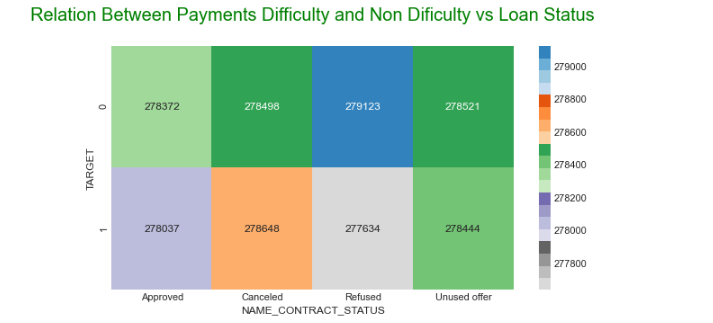 Relation Between Payments Difficulty and Non Dificulty vs Loan Status
TARGET
0
278372 278498 279123 278521
1
278037 278648 277634 278444
Approved Canceled Refused Unused offer
NAME_CONTRACT_STATUS
279000
278800
278600
278400
278200
278000
277800